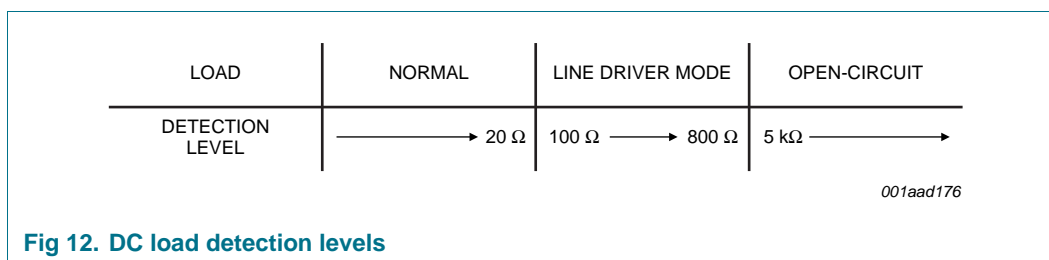 LOAD NORMAL LINE DRIVER MODE OPEN-CIRCUIT
DETECTION
LEVEL
20 Ω 100 Ω 800 Ω 5 kΩ
001aad176
Fig 12. DC load detection levels